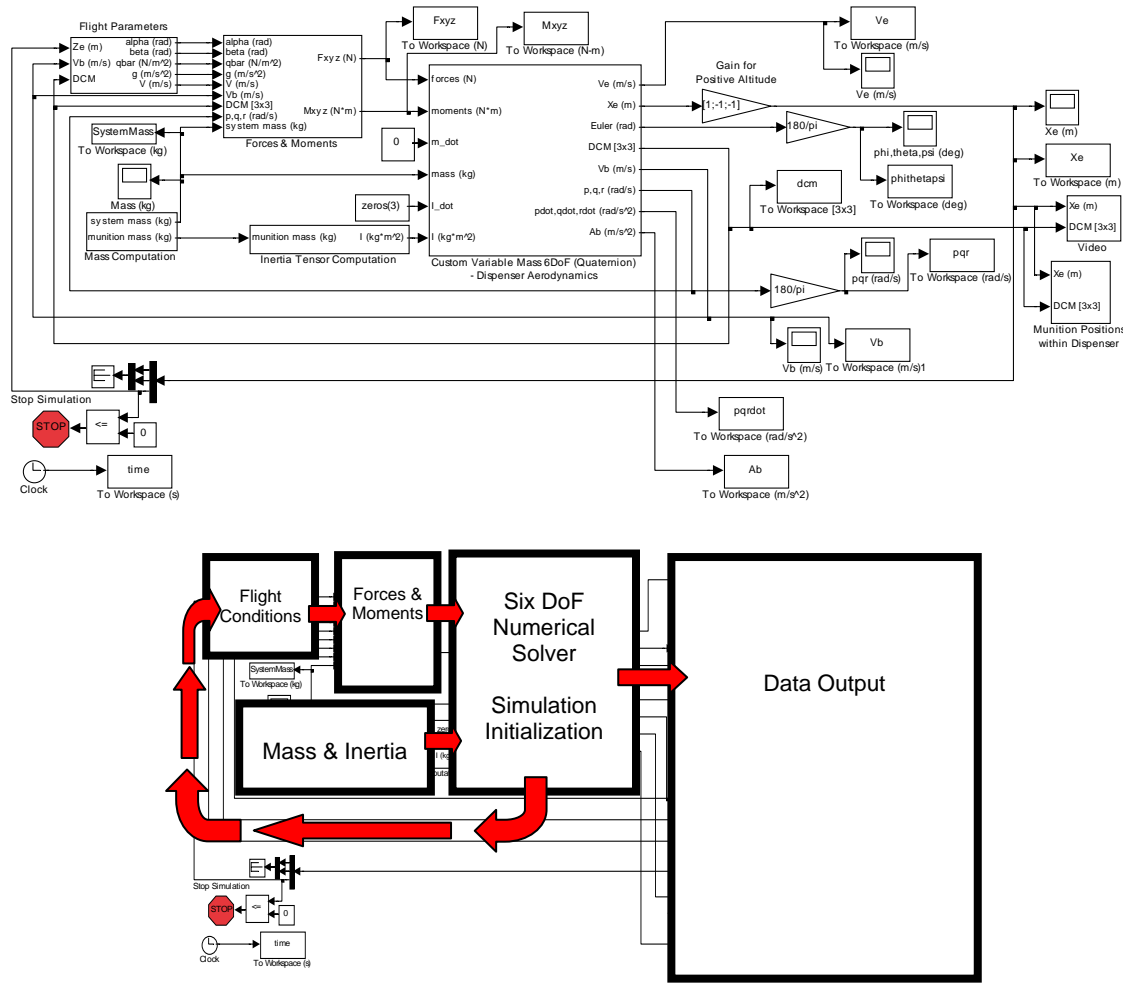 Flight Parameters
Ze (m)
Vb (m/s)
DCM
alpha (rad)
beta (rad)
qbar (N/m^2)
g (m/s^2)
V (m/s)
alpha (rad)
beta (rad)
qbar (N/m^2)
g (m/s^2)
V (m/s)
Vb (m/s)
DCM [3x3]
p,q,r (rad/s)
system mass (kg)
Fxyz (N)
Mxyz (N*m)
Forces & Moments
Fxyz
To Workspace (N)
Mxyz
To Workspace (N-m)
SystemMass
To Workspace (kg)
Mass (kg)
system mass (kg)
munition mass (kg)
Mass Computation
munition mass (kg)
I (kg*m^2)
Inertia Tensor Computation
0
zeros(3)
forces (N)
moments (N*m)
m_dot
mass (kg)
I_dot
I (kg*m^2)
Ve (m/s)
Xe (m)
Euler (rad)
DCM [3x3]
Vb (m/s)
p,q,r (rad/s)
pdot,qdot,rdot (rad/s^2)
Ab (m/s^2)
Custom Variable Mass 6DoF (Quaternion)
- Dispenser Aerodynamics
Ve
To Workspace (m/s)
Ve (m/s)
Gain for
Positive Altitude
[1;-1;-1]
Xe (m)
180/pi
phi,theta,psi (deg)
Xe
To Workspace (m)
phithetapsi
To Workspace (deg)
dcm
To Workspace [3x3]
Xe (m)
DCM [3x3]
Video
pqr (rad/s)
pqr
To Workspace (rad/s)
180/pi
Xe (m)
DCM [3x3]
Munition Positions
within Dispenser
Vb (m/s)
Vb
To Workspace (m/s)1
Stop Simulation
STOP
<=
0
pqrdot
To Workspace (rad/s^2)
Clock
time
To Workspace (s)
Ab
To Workspace (m/s^2)
Flight
Conditions
Forces &
Moments
Six DoF
Numerical
Solver
Simulation
Initialization
Data Output
SystemMass
To Workspace (kg)
Mass & Inertia
Stop Simulation
STOP
<=
0
Clock
time
To Workspace (s)